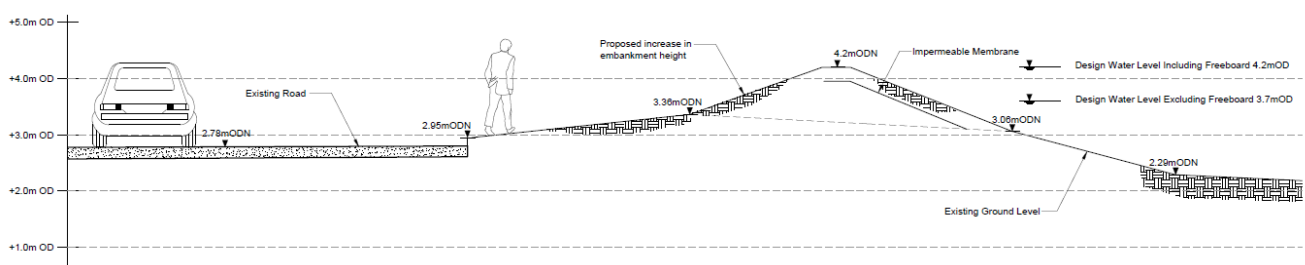 +5.0m OD
+4.0m OD
+3.0m OD
+2.0m OD
+1.0m OD
Existing Road
2.78mODN
2.95mODN
Proposed increase in
embankment height
3.36mODN
4.2mODN
Impermeable Membrane
Design Water Level Including Freeboard 4.2mOD
Design Water Level Excluding Freeboard 3.7mOD
3.06mODN
2.29mODN
Existing Ground Level